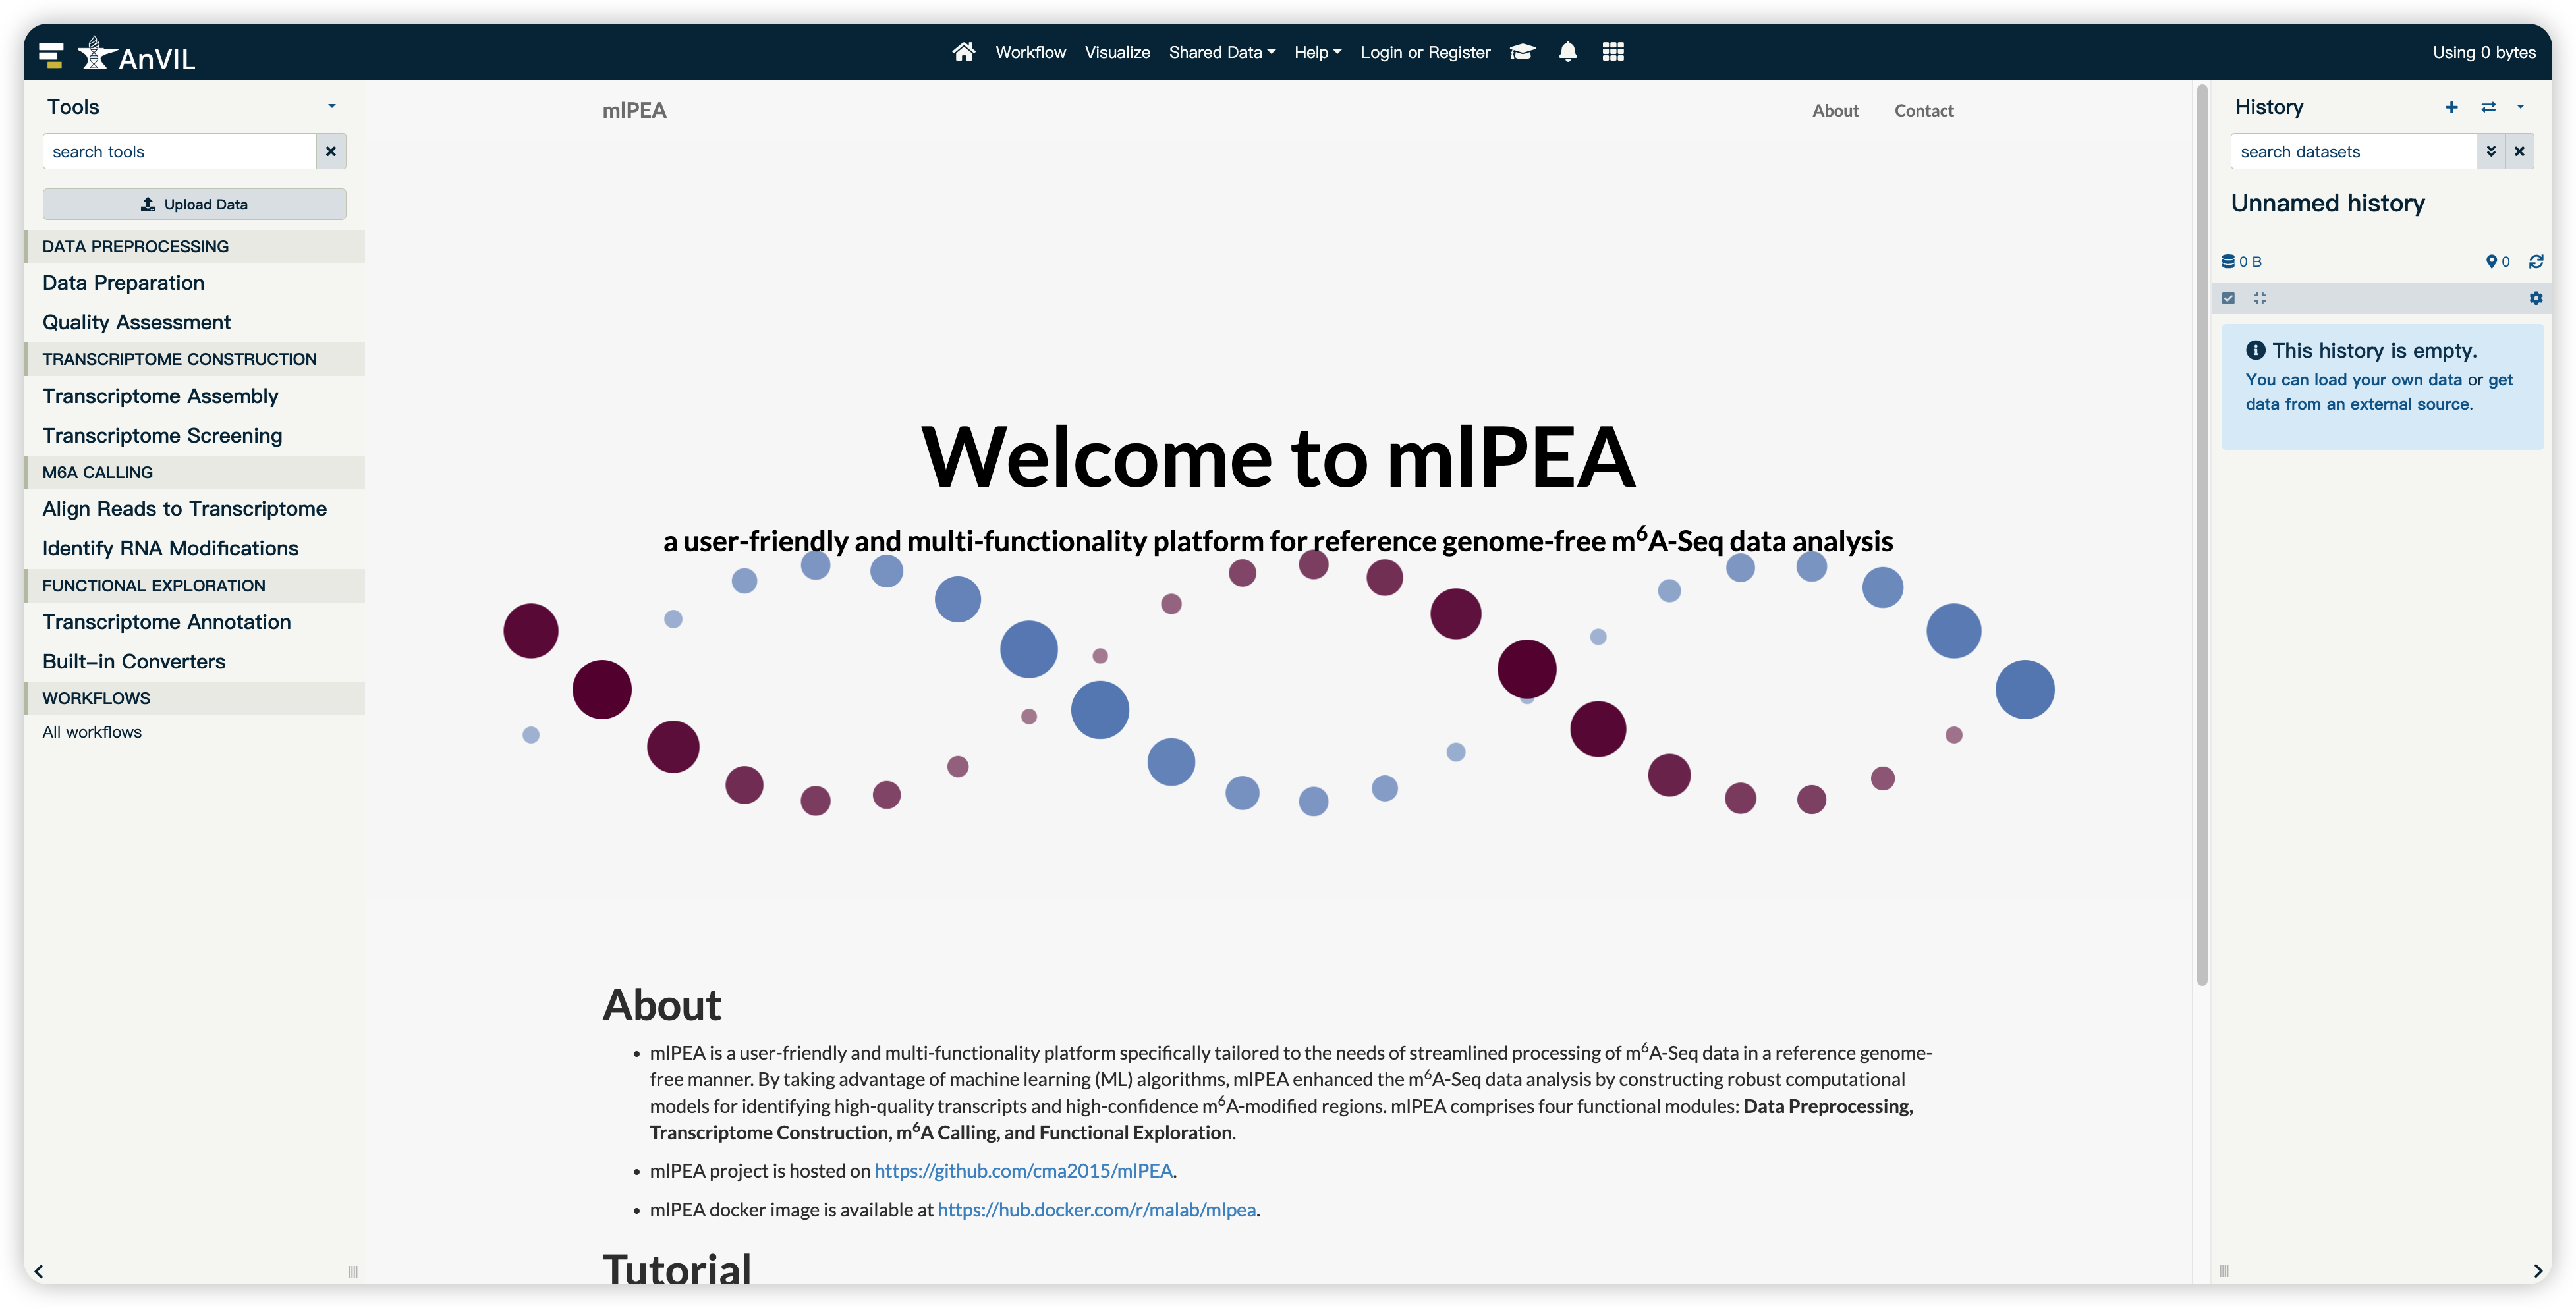 AnVIL
Workflow Visualize Shared Data Help Login or Register
Using 0 bytes
Tools
search tools
Upload Data
DATA PREPROCESSING
Data Preparation
Quality Assessment
TRANSCRIPTOME CONSTRUCTION
Transcriptome Assembly
Transcriptome Screening
M6A CALLING
Align Reads to Transcriptome
Identify RNA Modifications
FUNCTIONAL EXPLORATION
Transcriptome Annotation
Built-in Converters
WORKFLOWS
All workflows
mlPEA
About Contact
Welcome to mlPEA
a user-friendly and multi-functionality platform for reference genome-free m⁶A-Seq data analysis
About
• mlPEA is a user-friendly and multi-functionality platform specifically tailored to the needs of streamlined processing of m⁶A-Seq data in a reference genome-
free manner. By taking advantage of machine learning (ML) algorithms, mlPEA enhanced the m⁶A-Seq data analysis by constructing robust computational
models for identifying high-quality transcripts and high-confidence m⁶A-modified regions. mlPEA comprises four functional modules: Data Preprocessing,
Transcriptome Construction, m⁶A Calling, and Functional Exploration.
• mlPEA project is hosted on https://github.com/cma2015/mlPEA.
• mlPEA docker image is available at https://hub.docker.com/r/malab/mlpea.
Tutorial
History
search datasets
Unnamed history
0 B
0
This history is empty.
You can load your own data or get
data from an external source.